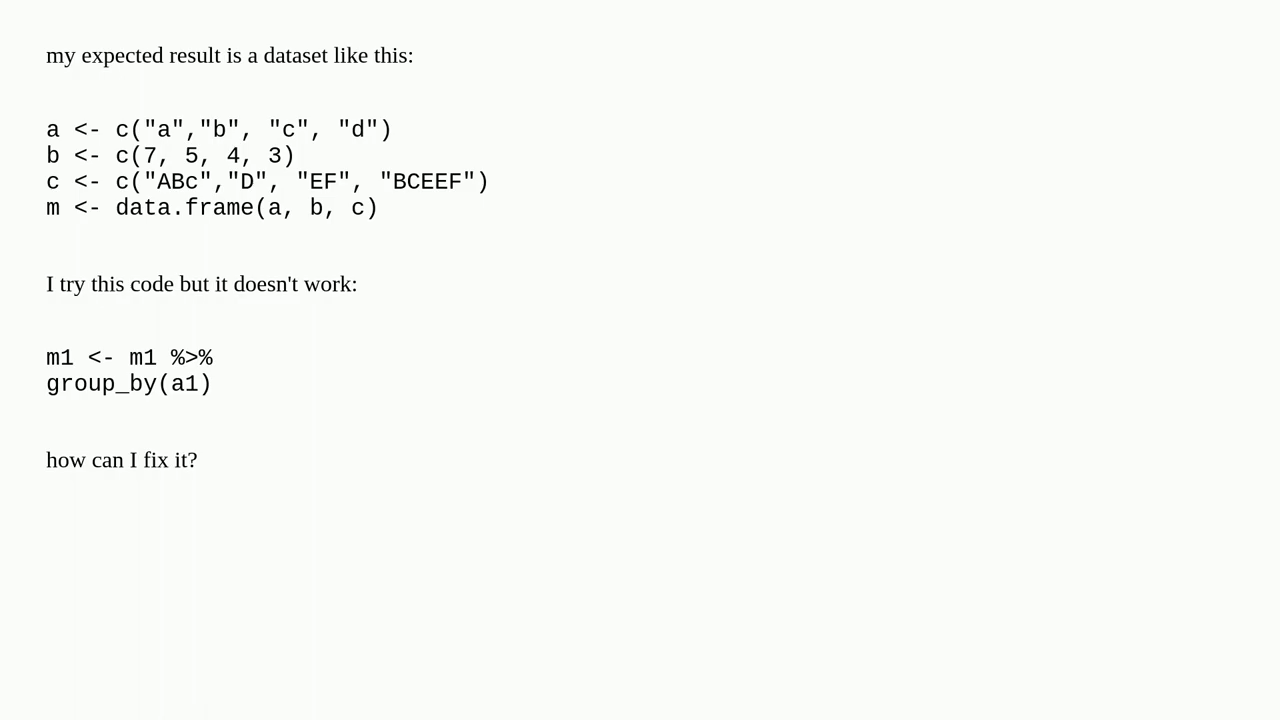 my expected result is a dataset like this:
a <- c("a","b", "c", "d")
b <- c(7, 5, 4, 3)
c <- c("ABc","D", "EF", "BCEEF")
m <- data.frame(a, b, c)
I try this code but it doesn't work:
m1 <- m1 %>%
group_by(a1)
how can I fix it?